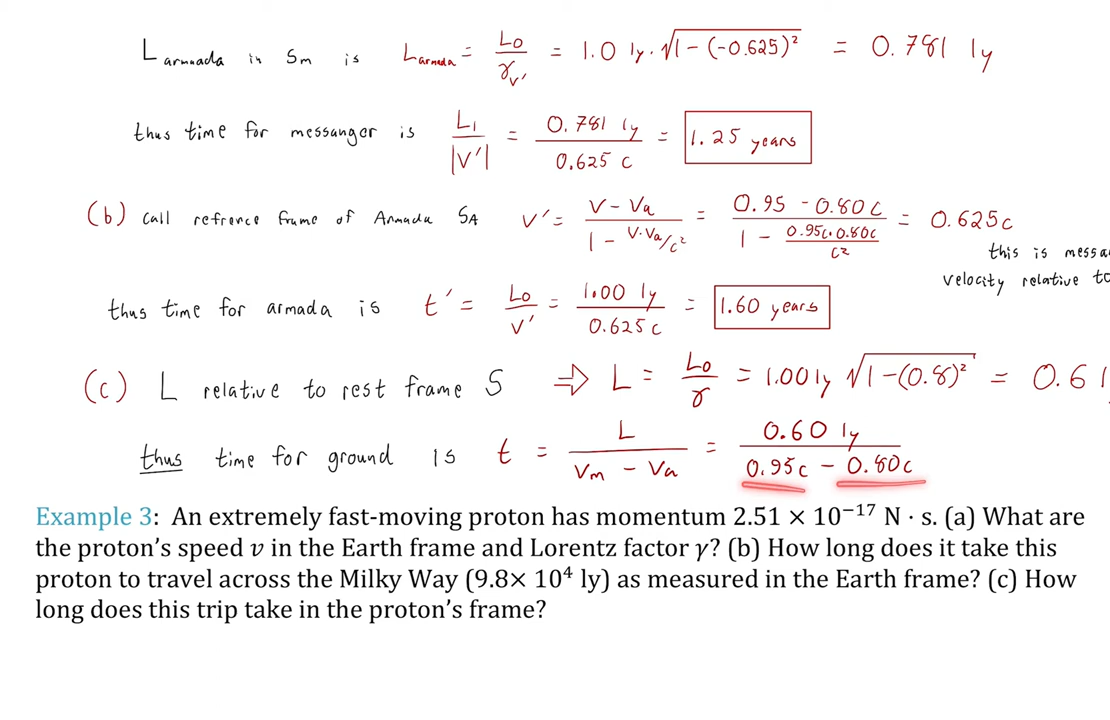 L armada in Sm is L armada = L₀/γ_v' = 1.0 ly · √(1 − (−0.625)²) = 0.781 ly
thus time for messanger is L₁/|v'| = 0.781 ly / 0.625 c = 1.25 years
(b) call refrence frame of Armada S_A v' = (v − va)/(1 − v·va/c²) = (0.95 − 0.80c)/(1 − 0.95c·0.80c/c²) = 0.625c
this is messa
velocity relative to
thus time for armada is t' = L₀/v' = 1.00 ly / 0.625c = 1.60 years
(c) L relative to rest frame S ⇒ L = L₀/γ = 1.00 ly √(1 − (0.8)²) = 0.6 l
thus time for ground is t = L/(vm − va) = 0.60 ly / (0.95c − 0.80c)
Example 3: An extremely fast-moving proton has momentum 2.51 × 10⁻¹⁷ N · s. (a) What are
the proton's speed v in the Earth frame and Lorentz factor γ? (b) How long does it take this
proton to travel across the Milky Way (9.8× 10⁴ ly) as measured in the Earth frame? (c) How
long does this trip take in the proton's frame?